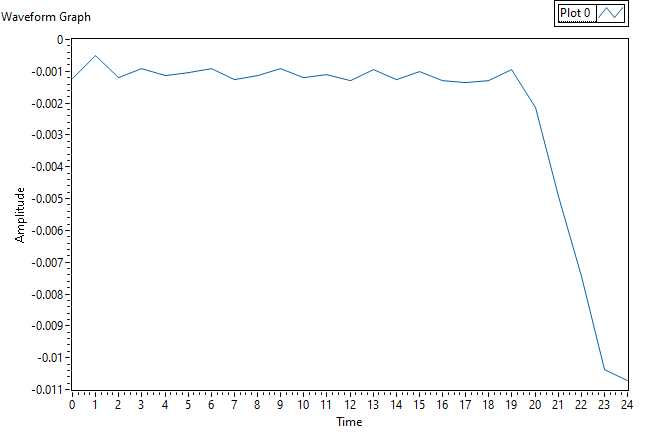 Waveform Graph
Plot 0
Amplitude
0
-0.001
-0.002
-0.003
-0.004
-0.005
-0.006
-0.007
-0.008
-0.009
-0.01
-0.011
0 1 2 3 4 5 6 7 8 9 10 11 12 13 14 15 16 17 18 19 20 21 22 23 24
Time